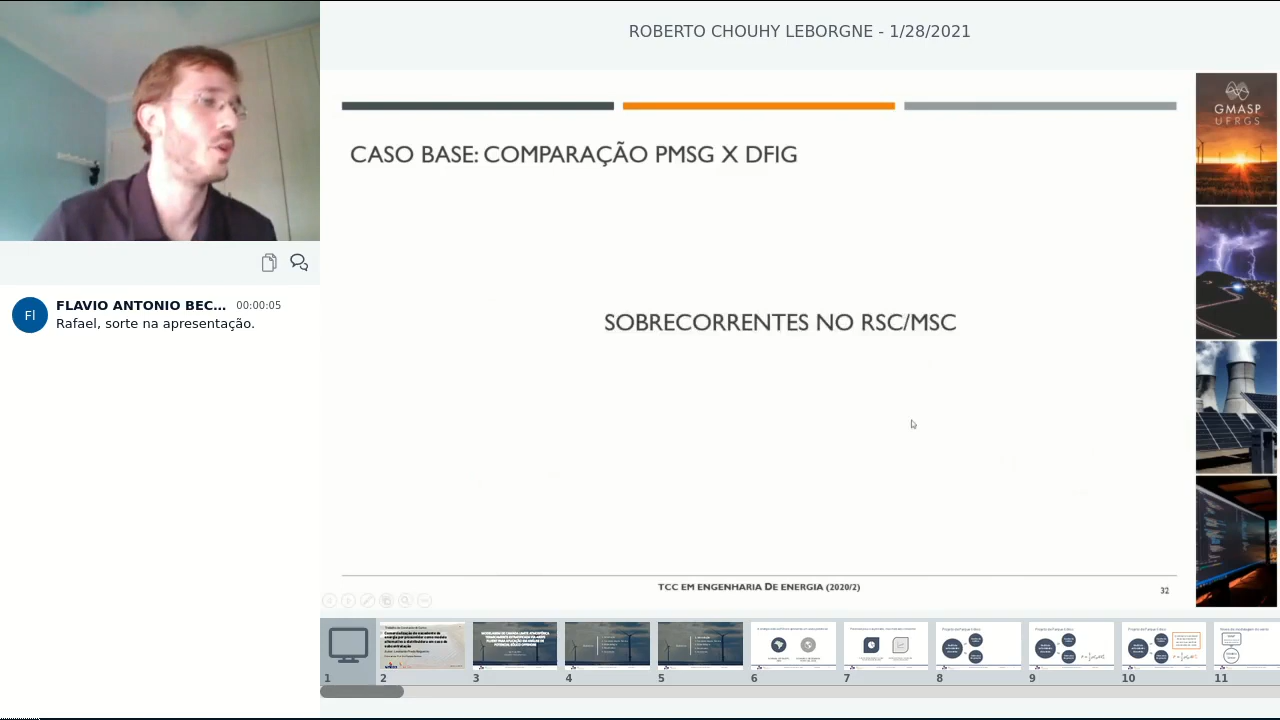 ROBERTO CHOUHY LEBORGNE - 1/28/2021
GMASP
UFRGS
CASO BASE: COMPARAÇÃO PMSG X DFIG
SOBRECORRENTES NO RSC/MSC
Fl
FLAVIO ANTONIO BEC... 00:00:05
Rafael, sorte na apresentação.
TCC EM ENGENHARIA DE ENERGIA (2020/2)
32
1 2 3 4 5 6 7 8 9 10 11